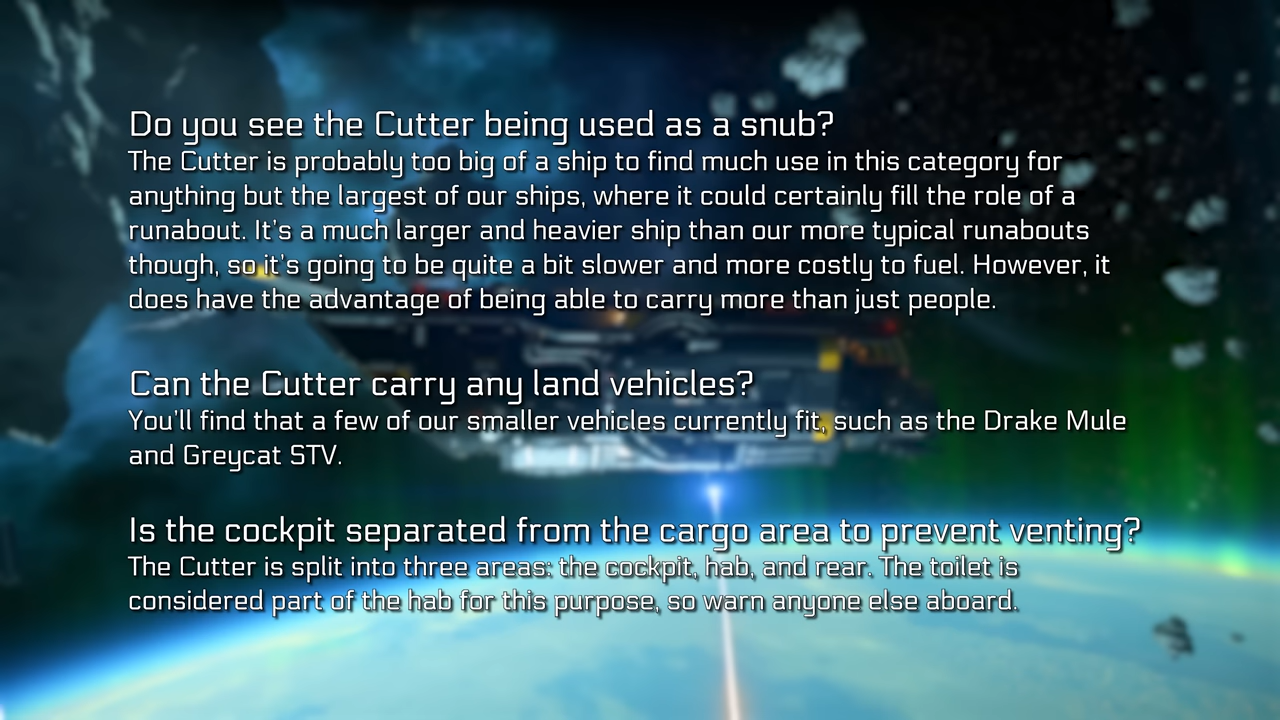 Do you see the Cutter being used as a snub?
The Cutter is probably too big of a ship to find much use in this category for
anything but the largest of our ships, where it could certainly fill the role of a
runabout. It's a much larger and heavier ship than our more typical runabouts
though, so it's going to be quite a bit slower and more costly to fuel. However, it
does have the advantage of being able to carry more than just people.
Can the Cutter carry any land vehicles?
You'll find that a few of our smaller vehicles currently fit, such as the Drake Mule
and Greycat STV.
Is the cockpit separated from the cargo area to prevent venting?
The Cutter is split into three areas: the cockpit, hab, and rear. The toilet is
considered part of the hab for this purpose, so warn anyone else aboard.